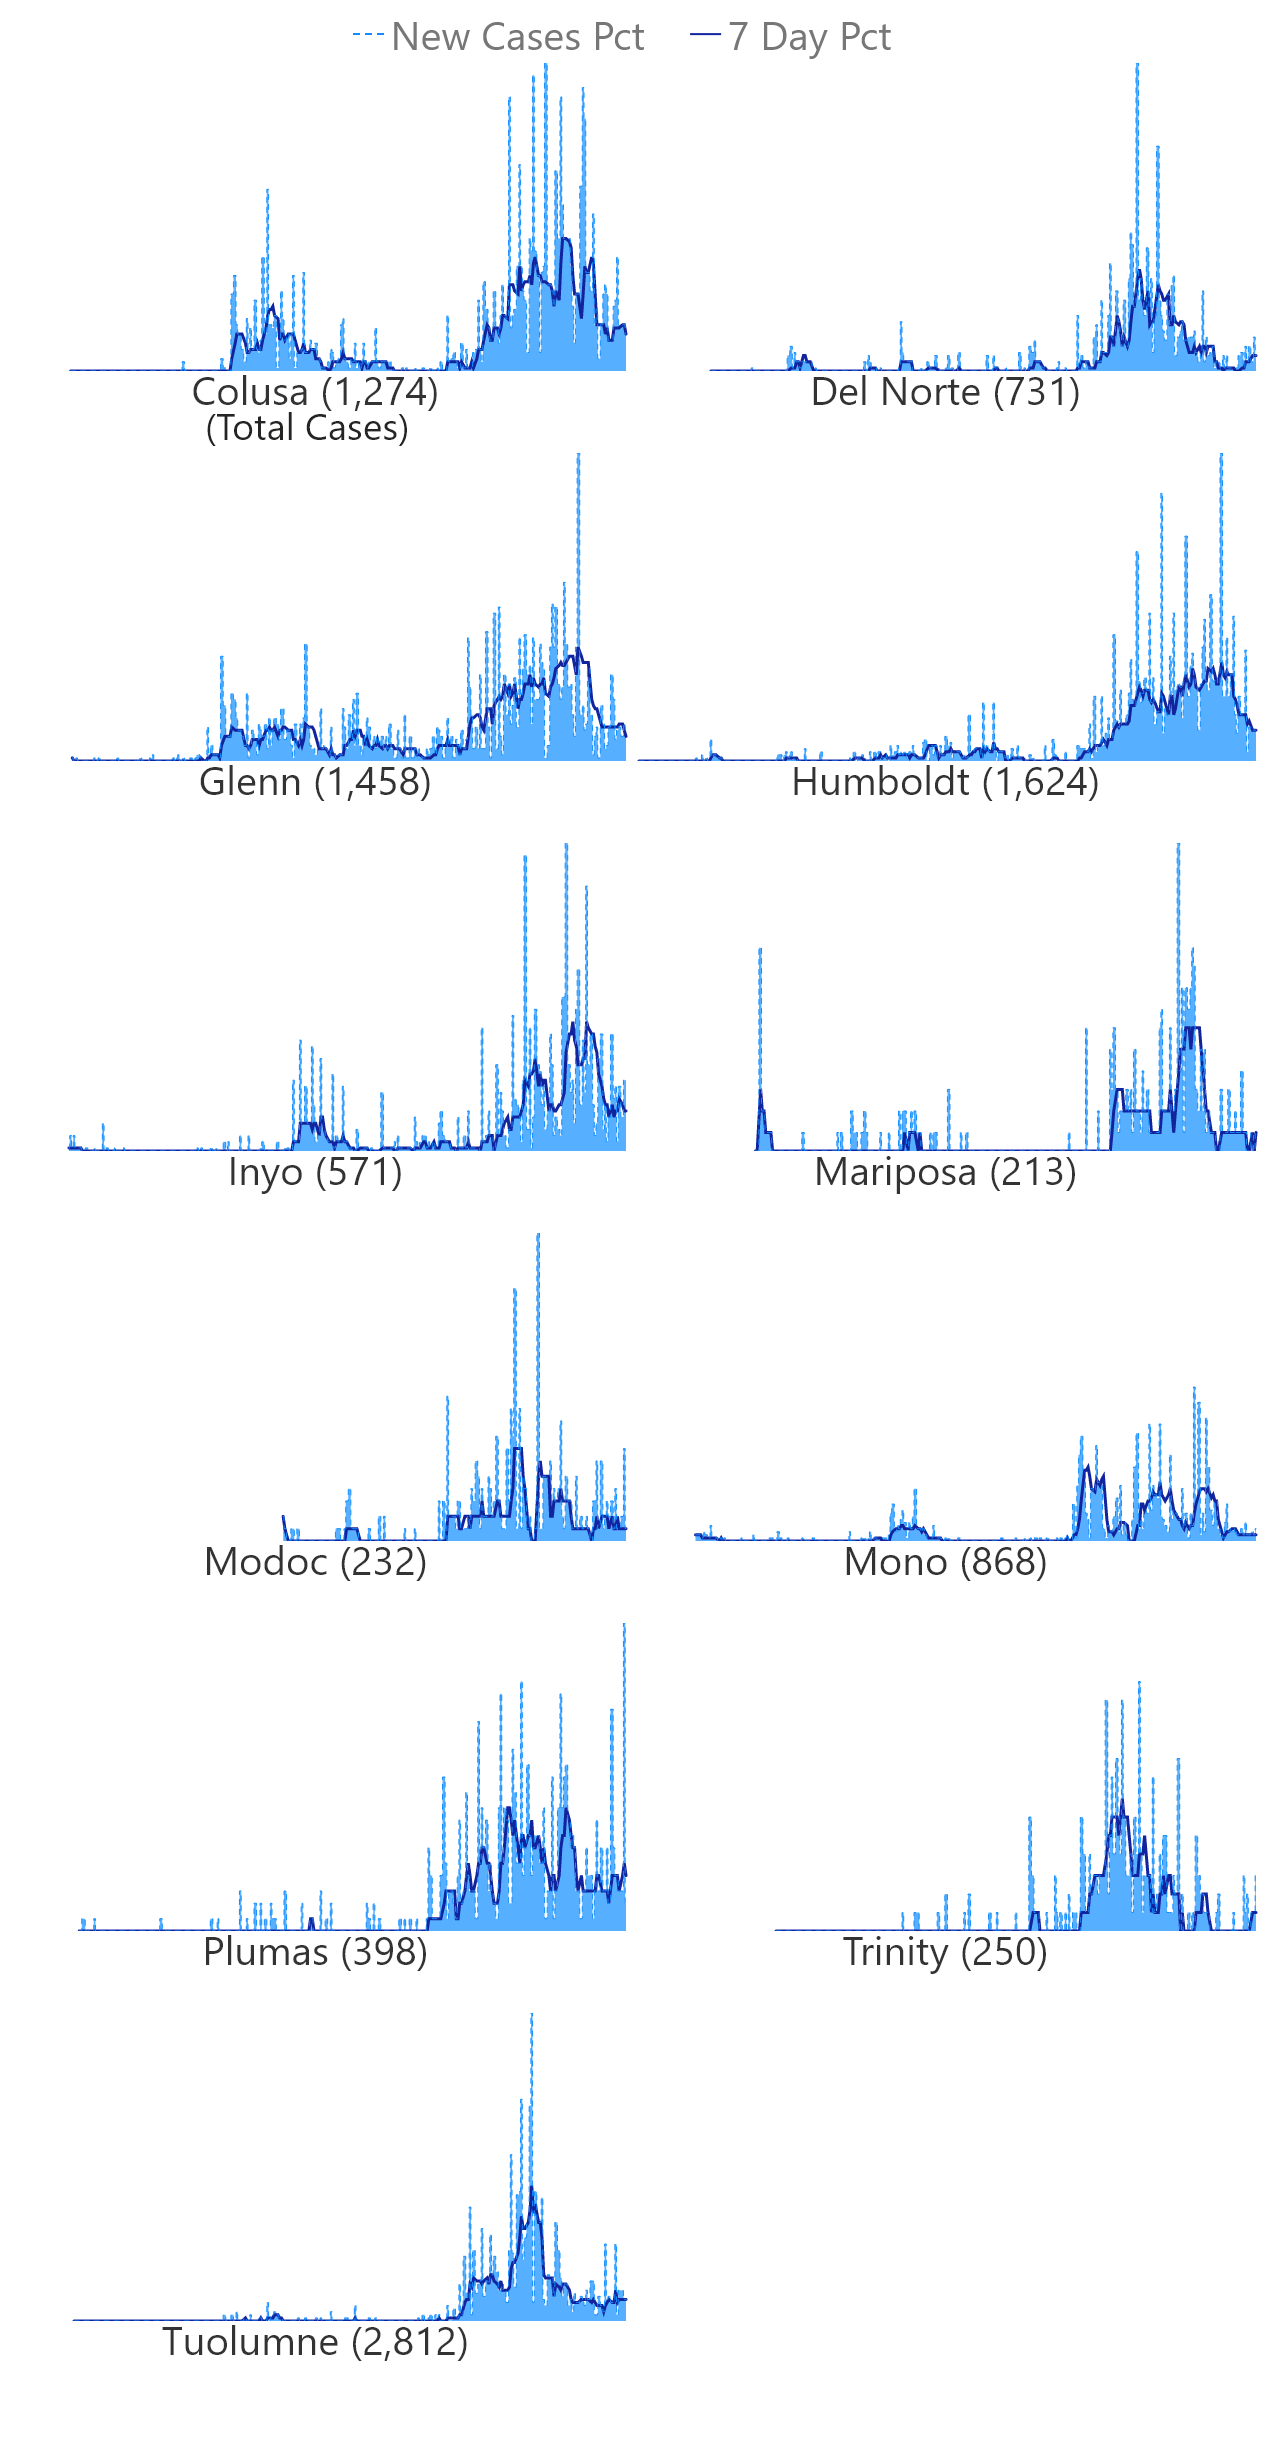 New Cases Pct 7 Day Pct
Colusa (1,274) Del Norte (731)
(Total Cases)
Glenn (1,458) Humboldt (1,624)
Inyo (571) Mariposa (213)
Modoc (232) Mono (868)
Plumas (398) Trinity (250)
Tuolumne (2,812)